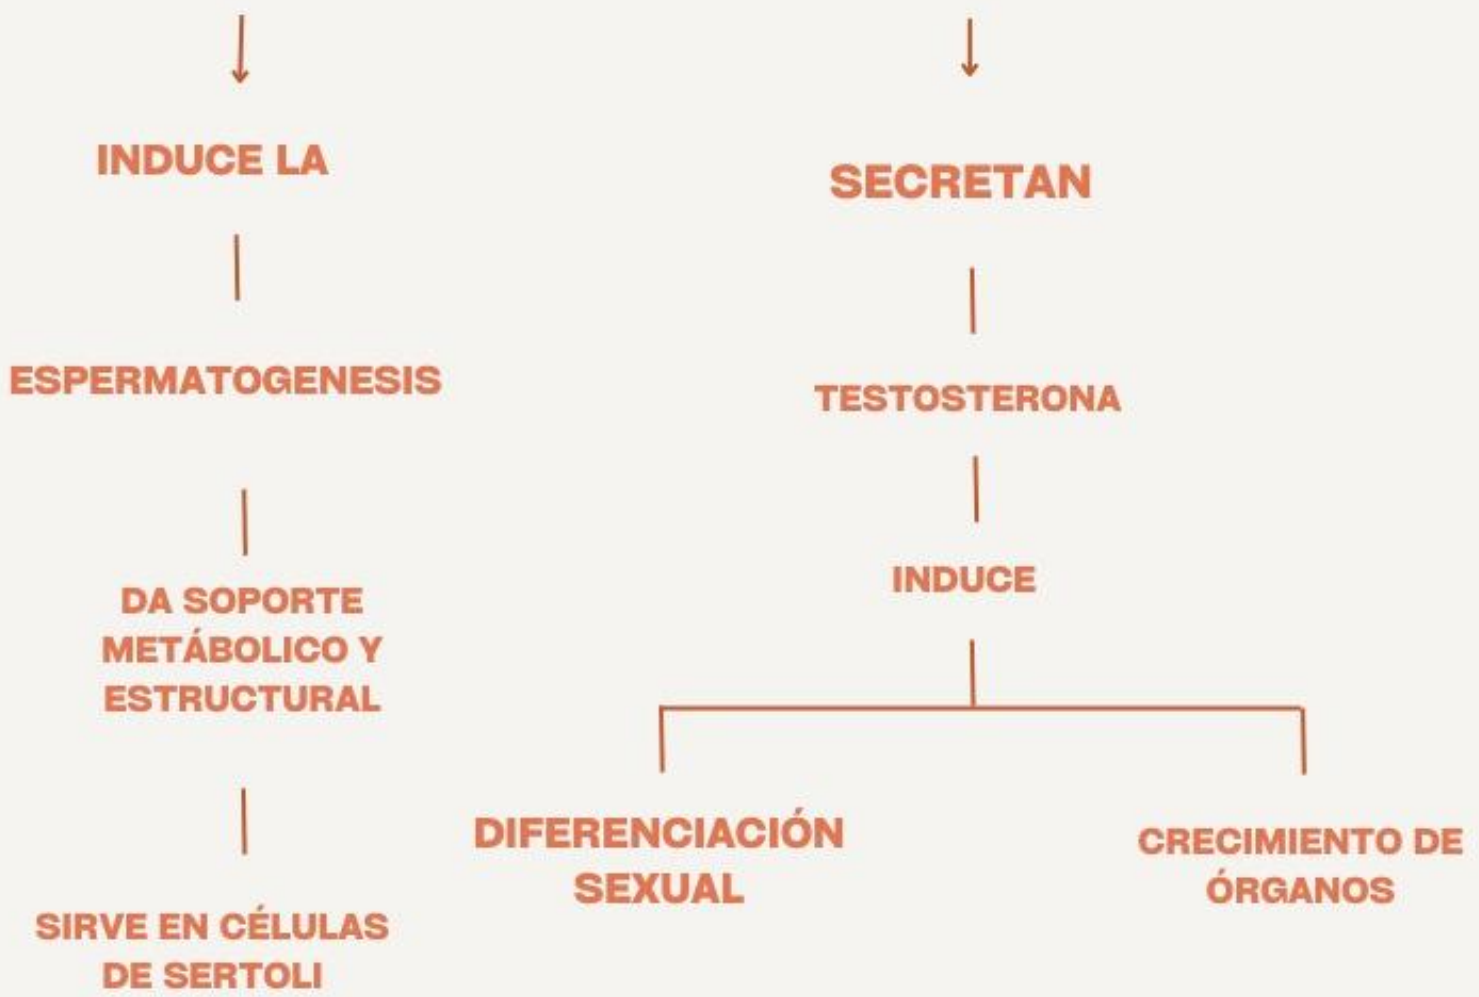 INDUCE LA
ESPERMATOGENESIS
DA SOPORTE
METÁBOLICO Y
ESTRUCTURAL
SIRVE EN CÉLULAS
DE SERTOLI
SECRETAN
TESTOSTERONA
INDUCE
DIFERENCIACIÓN
SEXUAL
CRECIMIENTO DE
ÓRGANOS